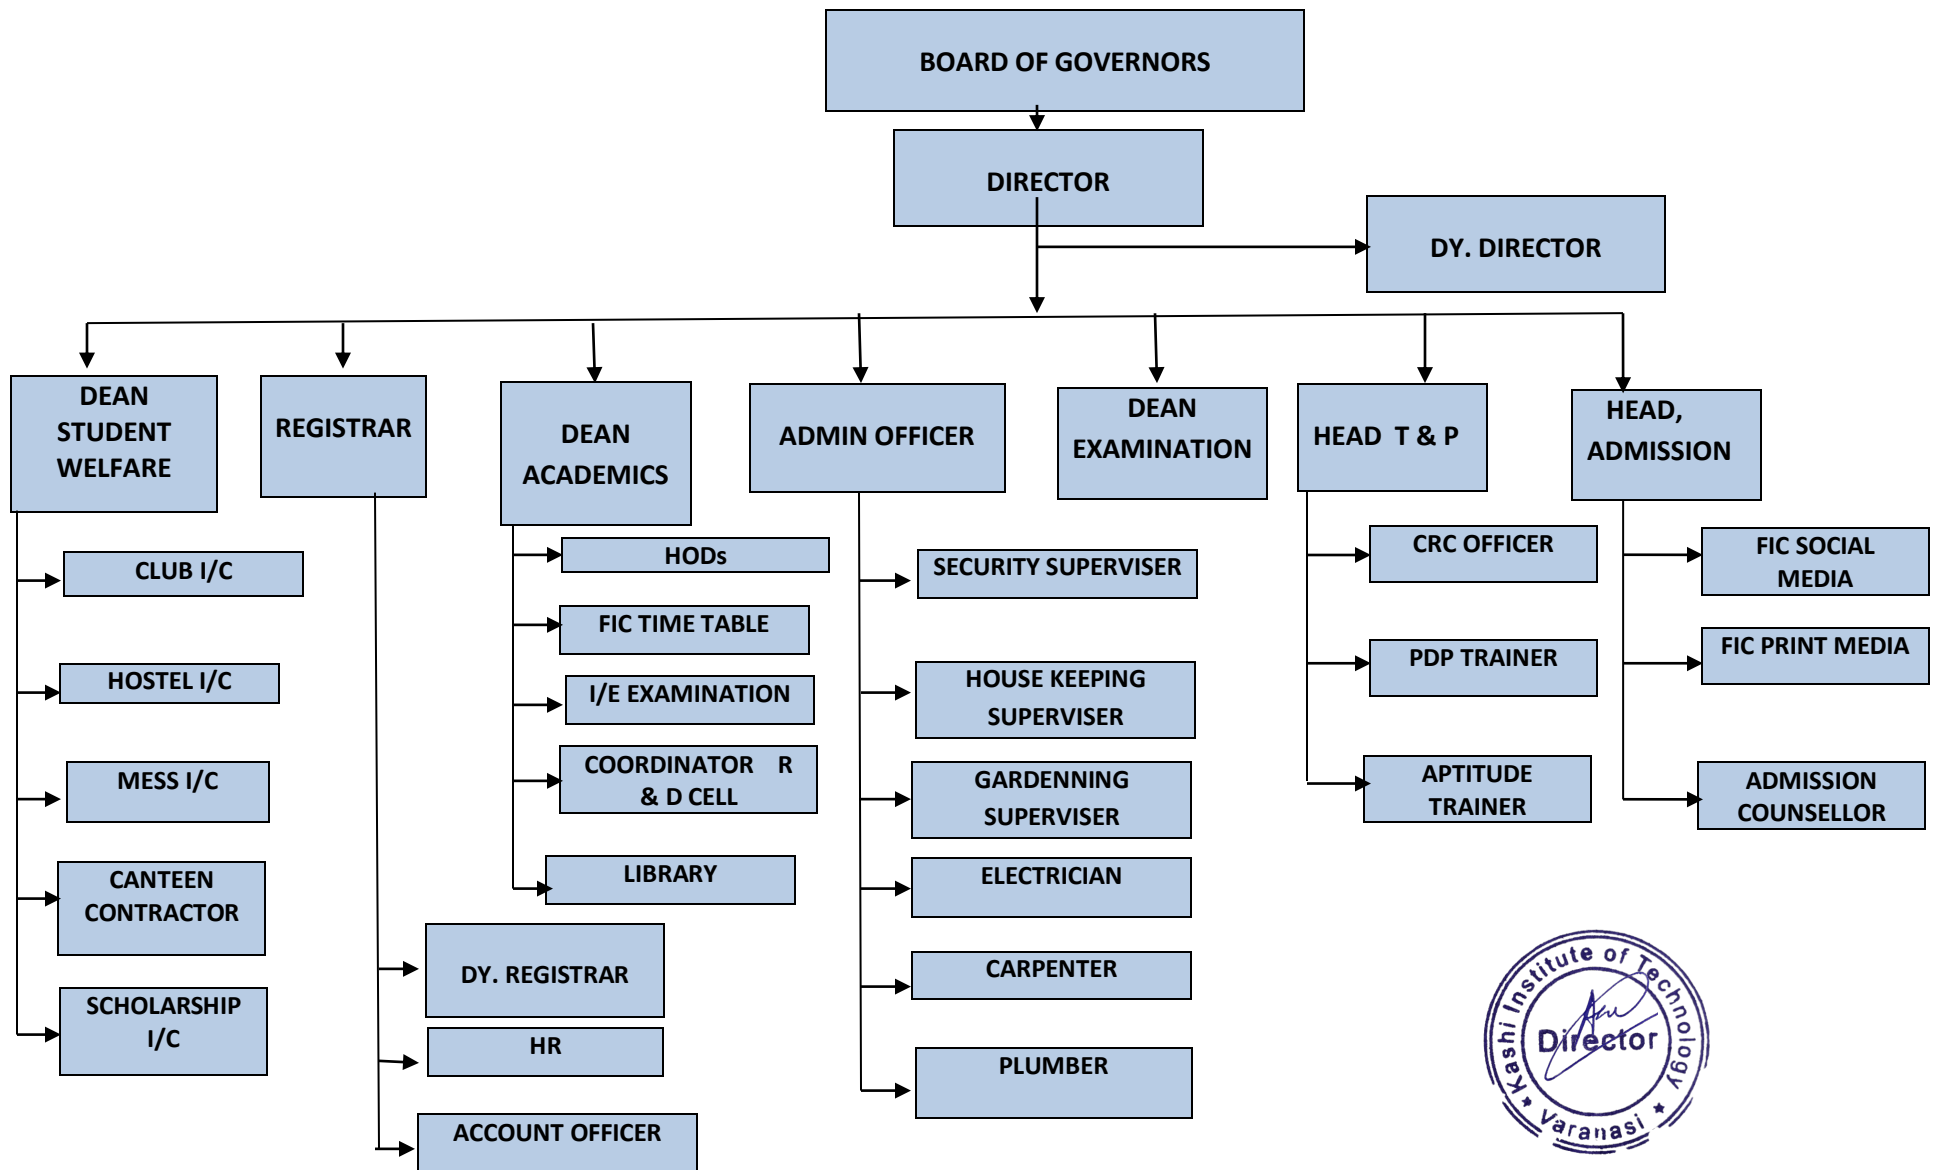 BOARD OF GOVERNORS
DIRECTOR
DY. DIRECTOR
DEAN
STUDENT
WELFARE
REGISTRAR
DEAN
ACADEMICS
ADMIN OFFICER
DEAN
EXAMINATION
HEAD T & P
HEAD,
ADMISSION
CLUB I/C
HOSTEL I/C
MESS I/C
CANTEEN
CONTRACTOR
SCHOLARSHIP
I/C
DY. REGISTRAR
HR
ACCOUNT OFFICER
HODs
FIC TIME TABLE
I/E EXAMINATION
COORDINATOR R
& D CELL
LIBRARY
SECURITY SUPERVISER
HOUSE KEEPING
SUPERVISER
GARDENNING
SUPERVISER
ELECTRICIAN
CARPENTER
PLUMBER
CRC OFFICER
PDP TRAINER
APTITUDE
TRAINER
FIC SOCIAL
MEDIA
FIC PRINT MEDIA
ADMISSION
COUNSELLOR
Kashi Institute of Technology
Director
Varanasi